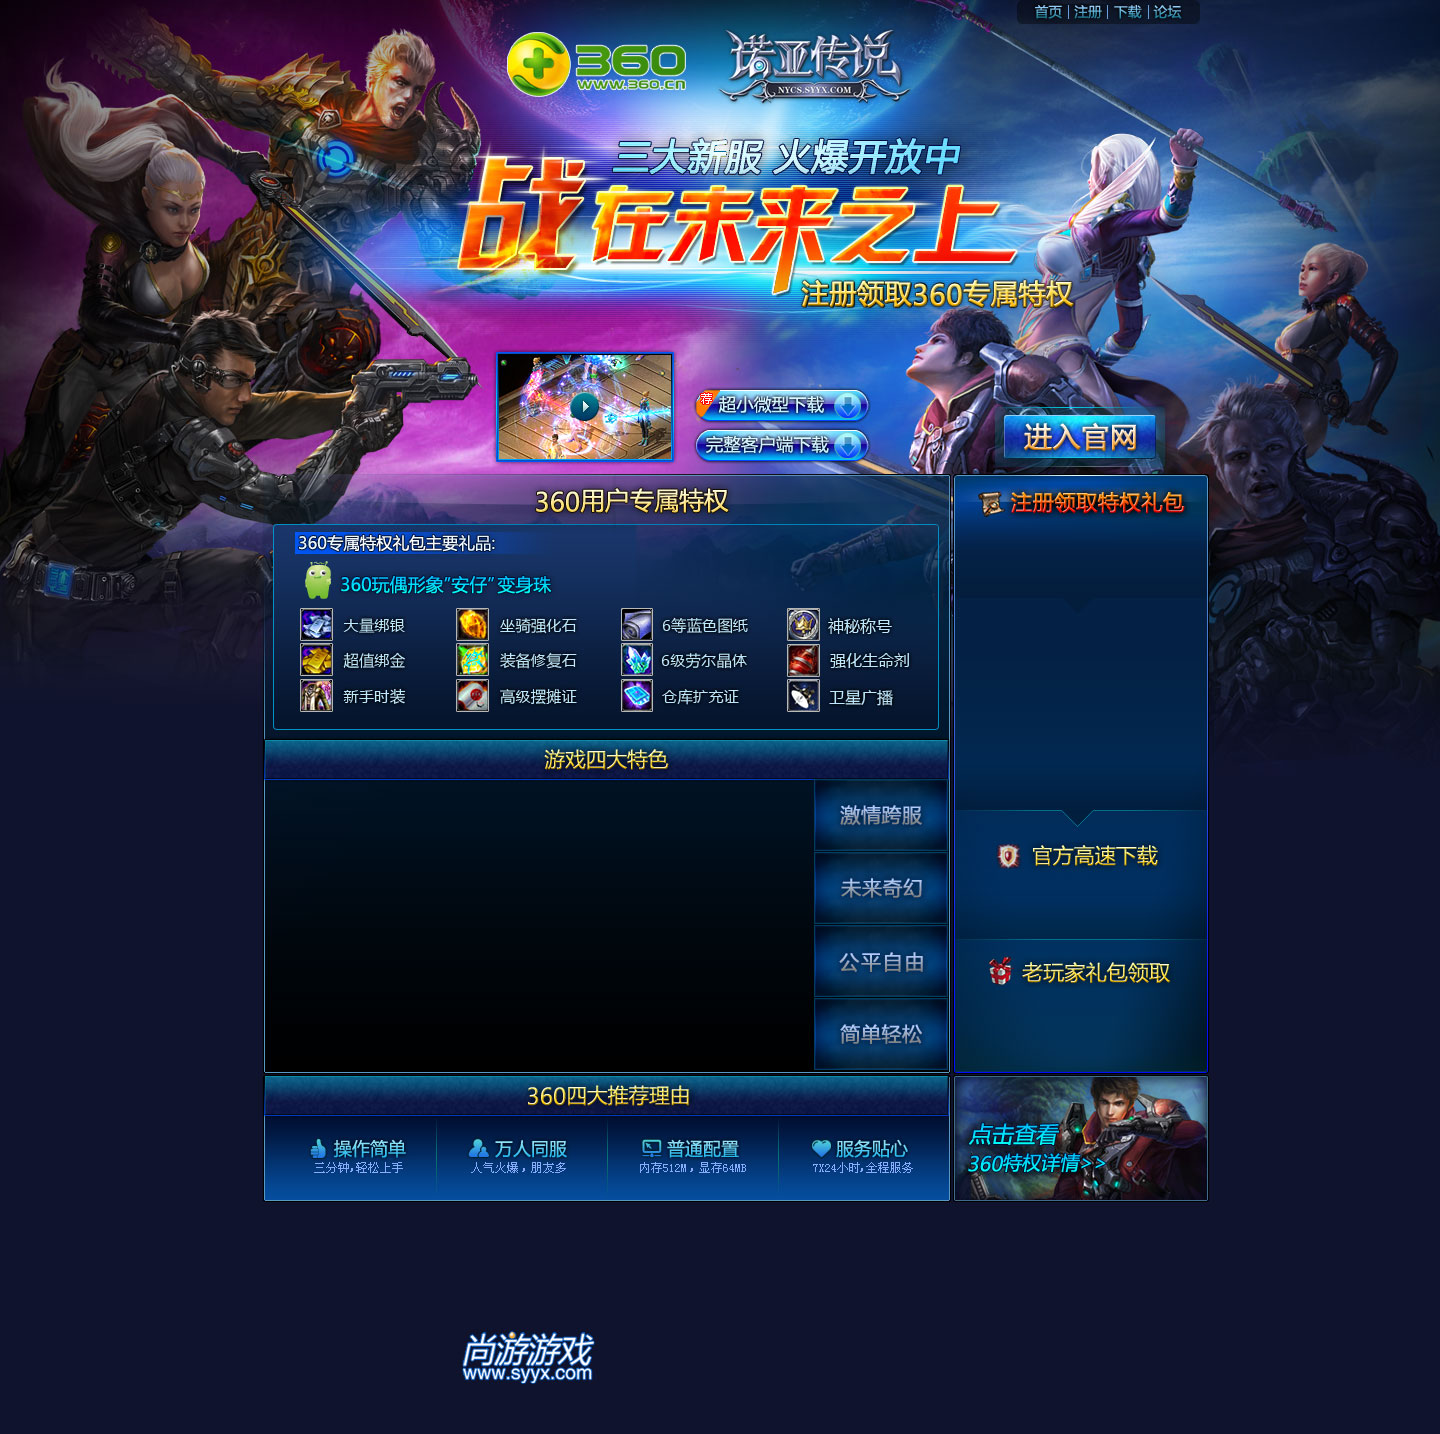 首页 | 注册 | 下载 | 论坛
360
WWW.360.CN
诺亚传说
NYCS.SYYX.COM
三大新服 火爆开放中
战在未来之上
注册领取360专属特权
荐 超小微型下载
完整客户端下载
进入官网
360用户专属特权
360专属特权礼包主要礼品:
360玩偶形象"安仔"变身珠
大量绑银 坐骑强化石 6等蓝色图纸 神秘称号
超值绑金 装备修复石 6级劳尔晶体 强化生命剂
新手时装 高级摆摊证 仓库扩充证 卫星广播
注册领取特权礼包
游戏四大特色
激情跨服
未来奇幻
公平自由
简单轻松
官方高速下载
老玩家礼包领取
360四大推荐理由
操作简单
三分钟,轻松上手
万人同服
人气火爆，朋友多
普通配置
内存512M，显存64MB
服务贴心
7X24小时,全程服务
点击查看
360特权详情>>
尚游游戏
www.syyx.com